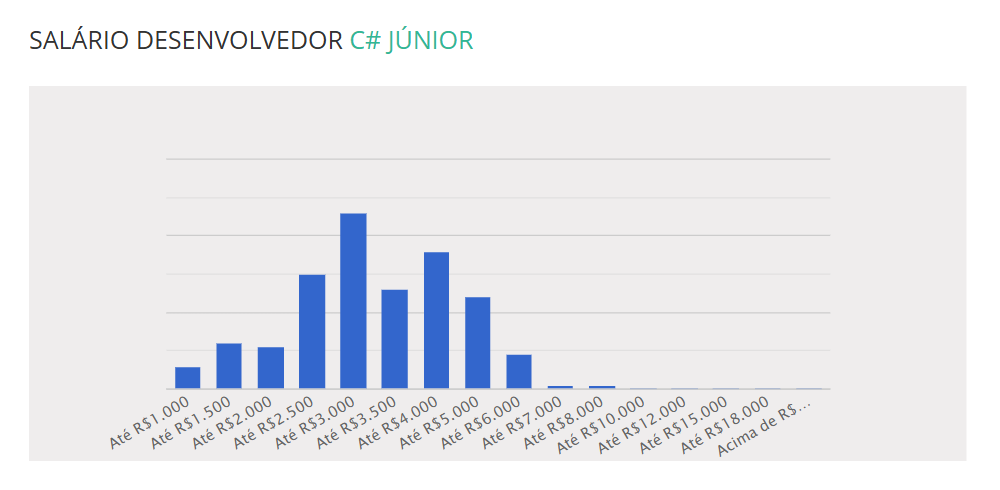 SALÁRIO DESENVOLVEDOR C# JÚNIOR
Até R$1.000
Até R$1.500
Até R$2.000
Até R$2.500
Até R$3.000
Até R$3.500
Até R$4.000
Até R$5.000
Até R$6.000
Até R$7.000
Até R$8.000
Até R$10.000
Até R$12.000
Até R$15.000
Até R$18.000
Acima de R$...